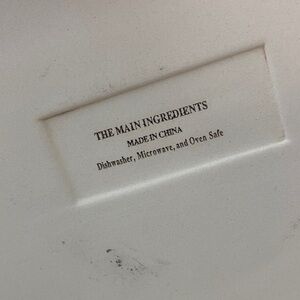 THE MAIN INGREDIENTS
MADE IN CHINA
Dishwasher, Microwave, and Oven Safe